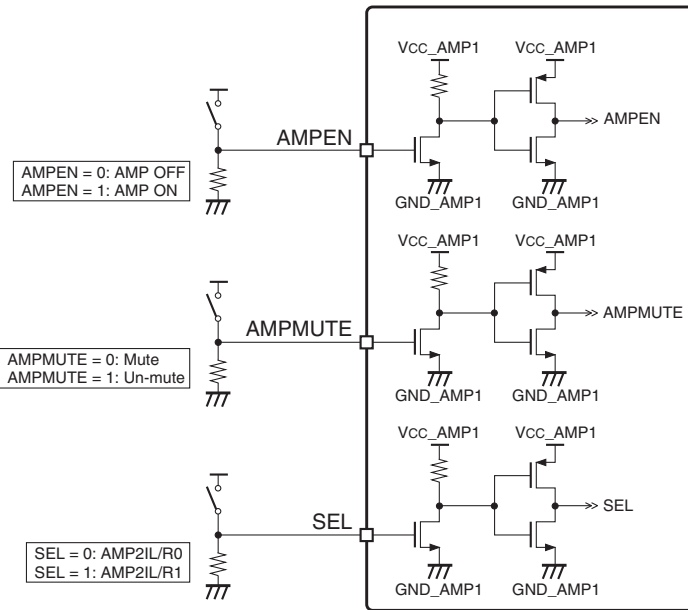 VCC_AMP1 VCC_AMP1
AMPEN
AMPEN
AMPEN = 0: AMP OFF
AMPEN = 1: AMP ON
GND_AMP1 GND_AMP1
VCC_AMP1 VCC_AMP1
AMPMUTE
AMPMUTE
AMPMUTE = 0: Mute
AMPMUTE = 1: Un-mute
GND_AMP1 GND_AMP1
VCC_AMP1 VCC_AMP1
SEL
SEL
SEL = 0: AMP2IL/R0
SEL = 1: AMP2IL/R1
GND_AMP1 GND_AMP1